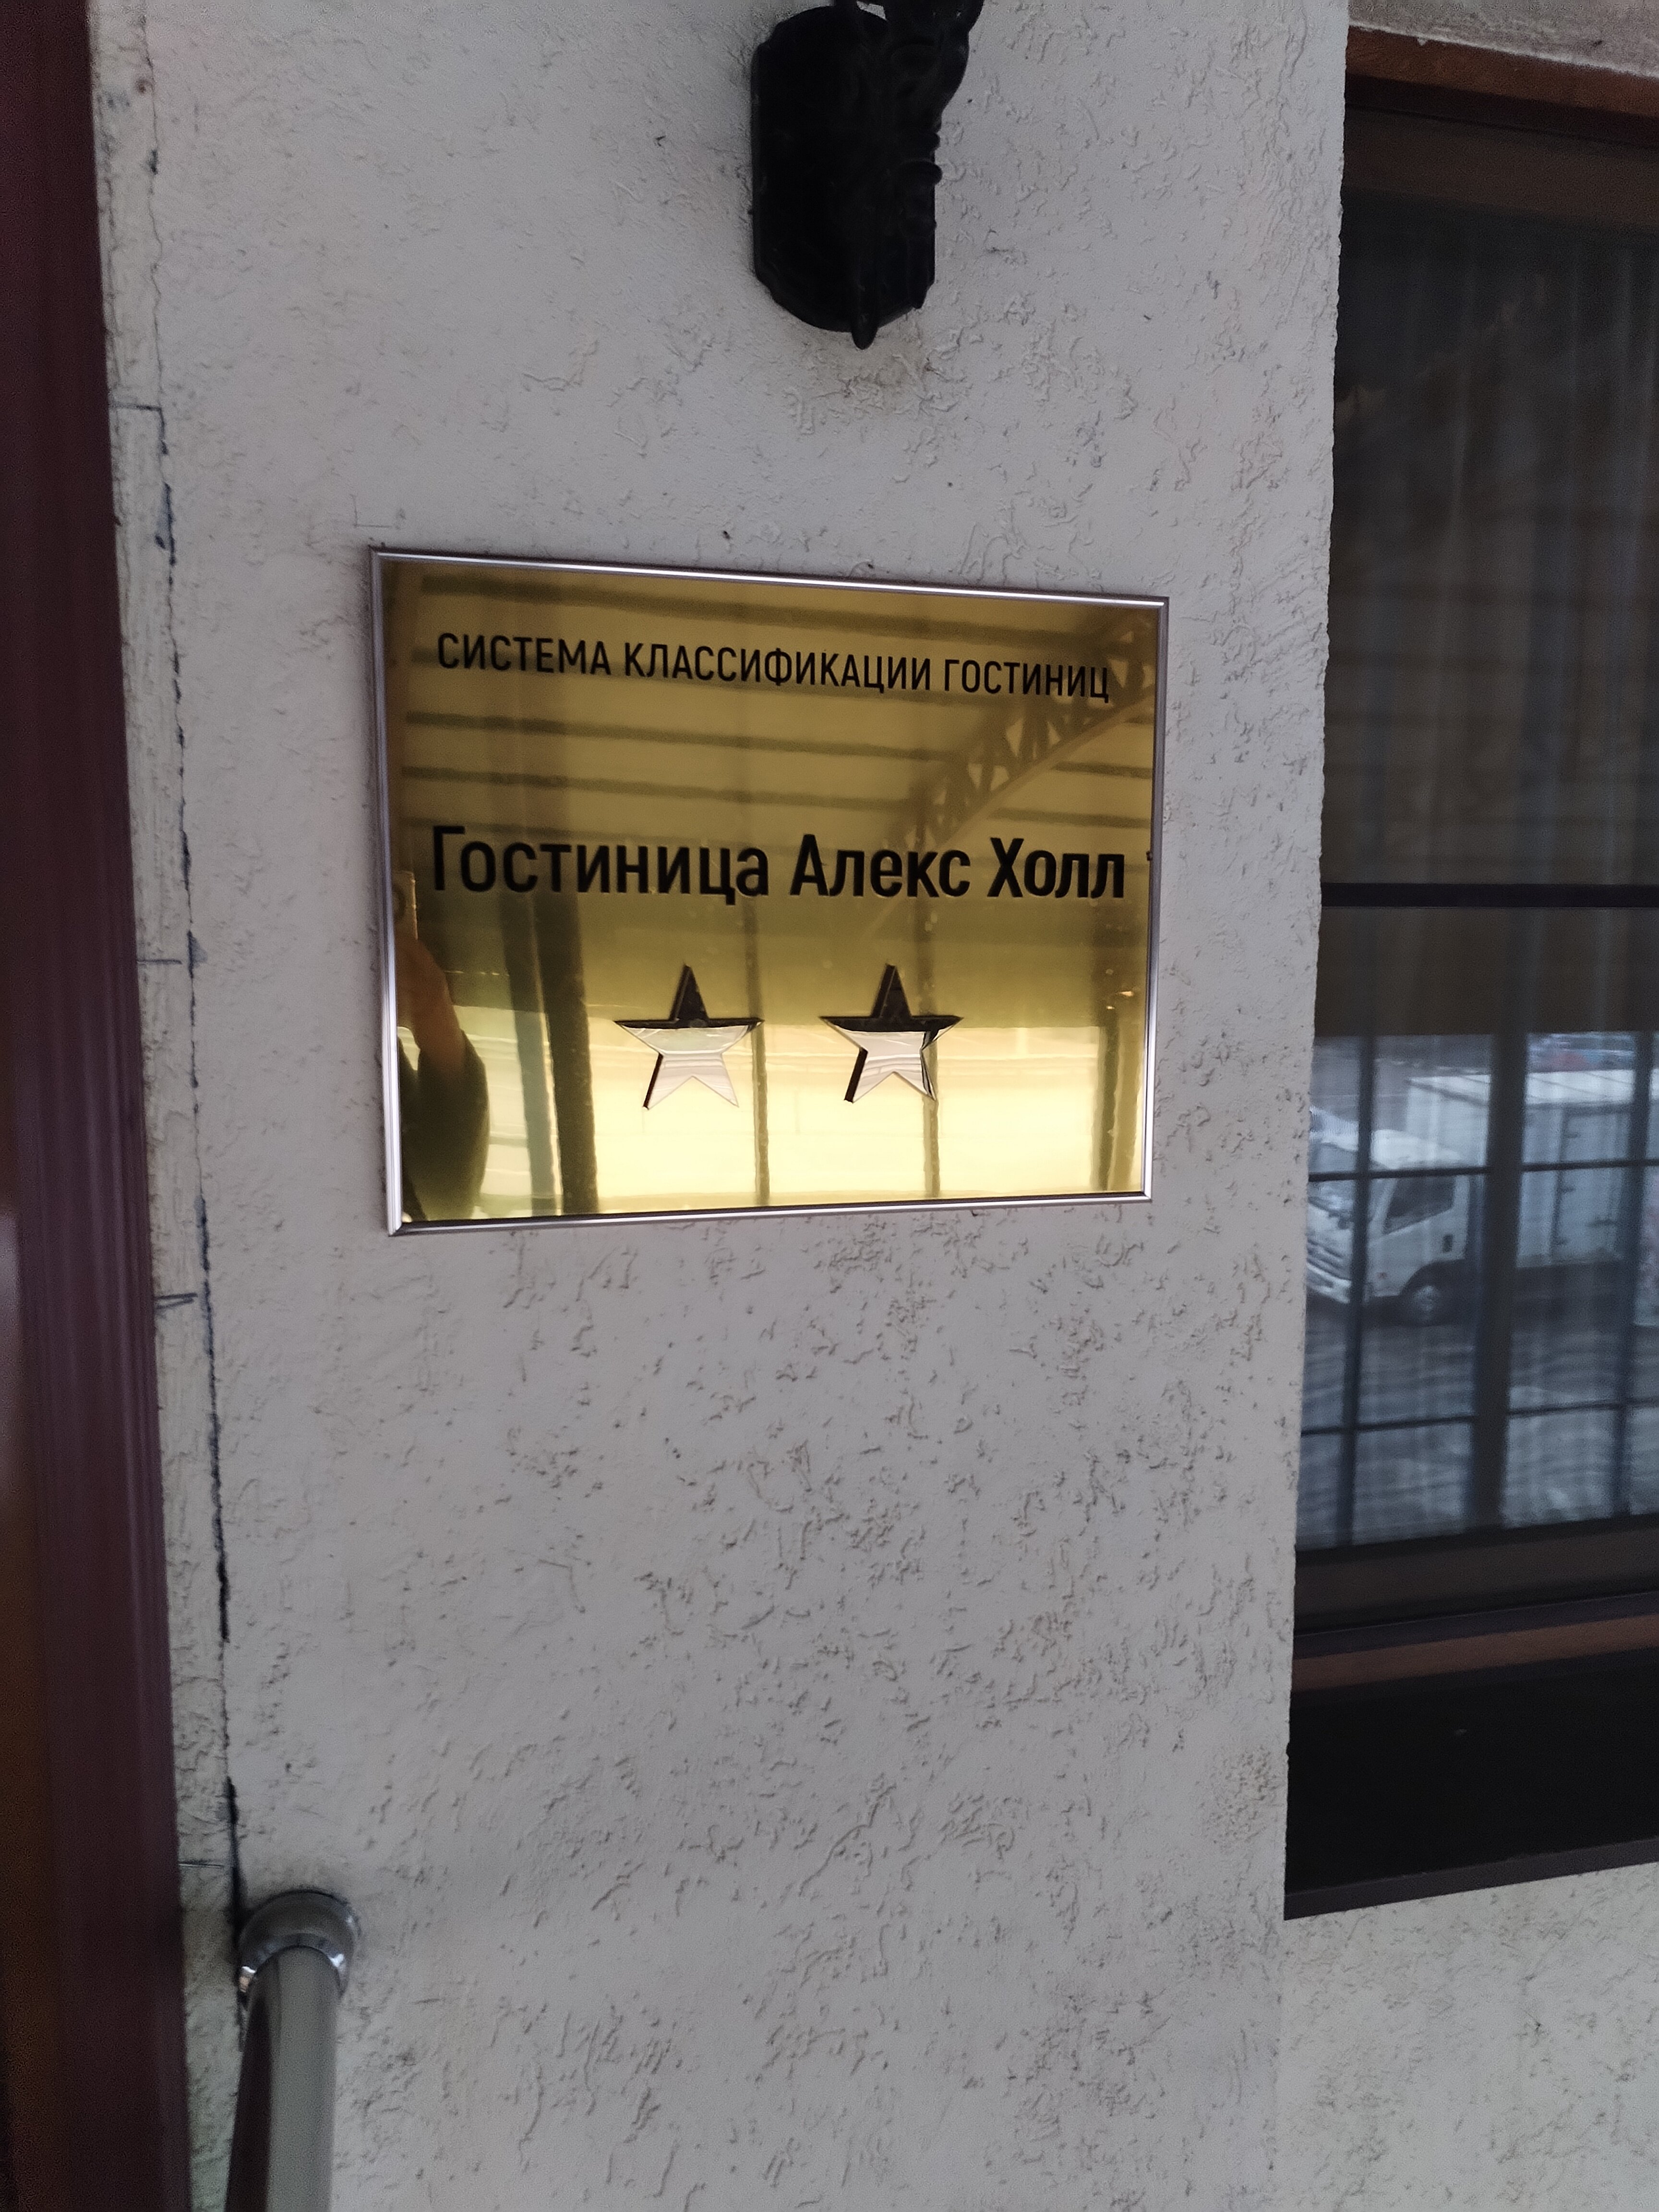 СИСТЕМА КЛАССИФИКАЦИИ ГОСТИНИЦ
Гостиница Алекс Холл